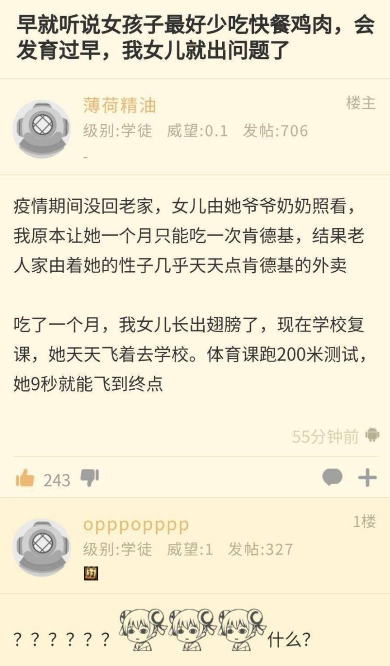 早就听说女孩子最好少吃快餐鸡肉，会
发育过早，我女儿就出问题了
薄荷精油
楼主
级别:学徒 威望:0.1 发帖:706
-
疫情期间没回老家，女儿由她爷爷奶奶照看，
我原本让她一个月只能吃一次肯德基，结果老
人家由着她的性子几乎天天点肯德基的外卖
吃了一个月，我女儿长出翅膀了，现在学校复
课，她天天飞着去学校。体育课跑200米测试，
她9秒就能飞到终点
55分钟前
243
opppopppp
1楼
级别:学徒 威望:1 发帖:327
？？？？？？什么？